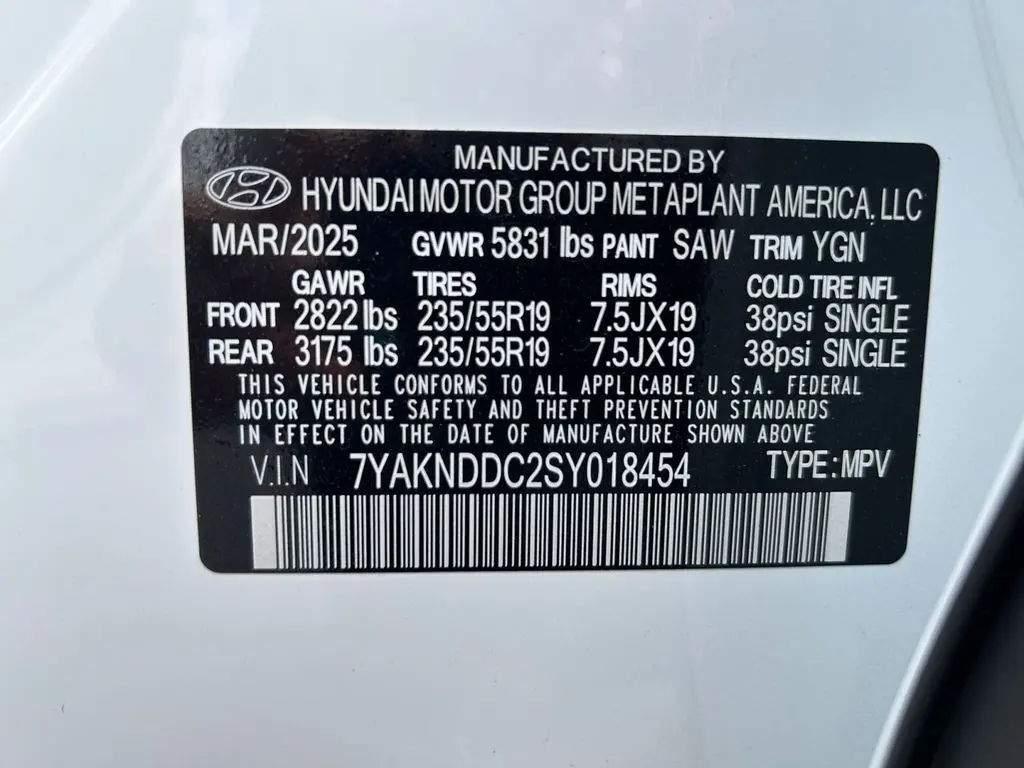 MANUFACTURED BY
HYUNDAI MOTOR GROUP METAPLANT AMERICA, LLC
MAR/2025 GVWR 5831 lbs PAINT SAW TRIM YGN
GAWR TIRES RIMS COLD TIRE INFL
FRONT 2822 lbs 235/55R19 7.5JX19 38psi SINGLE
REAR 3175 lbs 235/55R19 7.5JX19 38psi SINGLE
THIS VEHICLE CONFORMS TO ALL APPLICABLE U.S.A. FEDERAL
MOTOR VEHICLE SAFETY AND THEFT PREVENTION STANDARDS
IN EFFECT ON THE DATE OF MANUFACTURE SHOWN ABOVE
V.I.N 7YAKNDDC2SY018454 TYPE:MPV